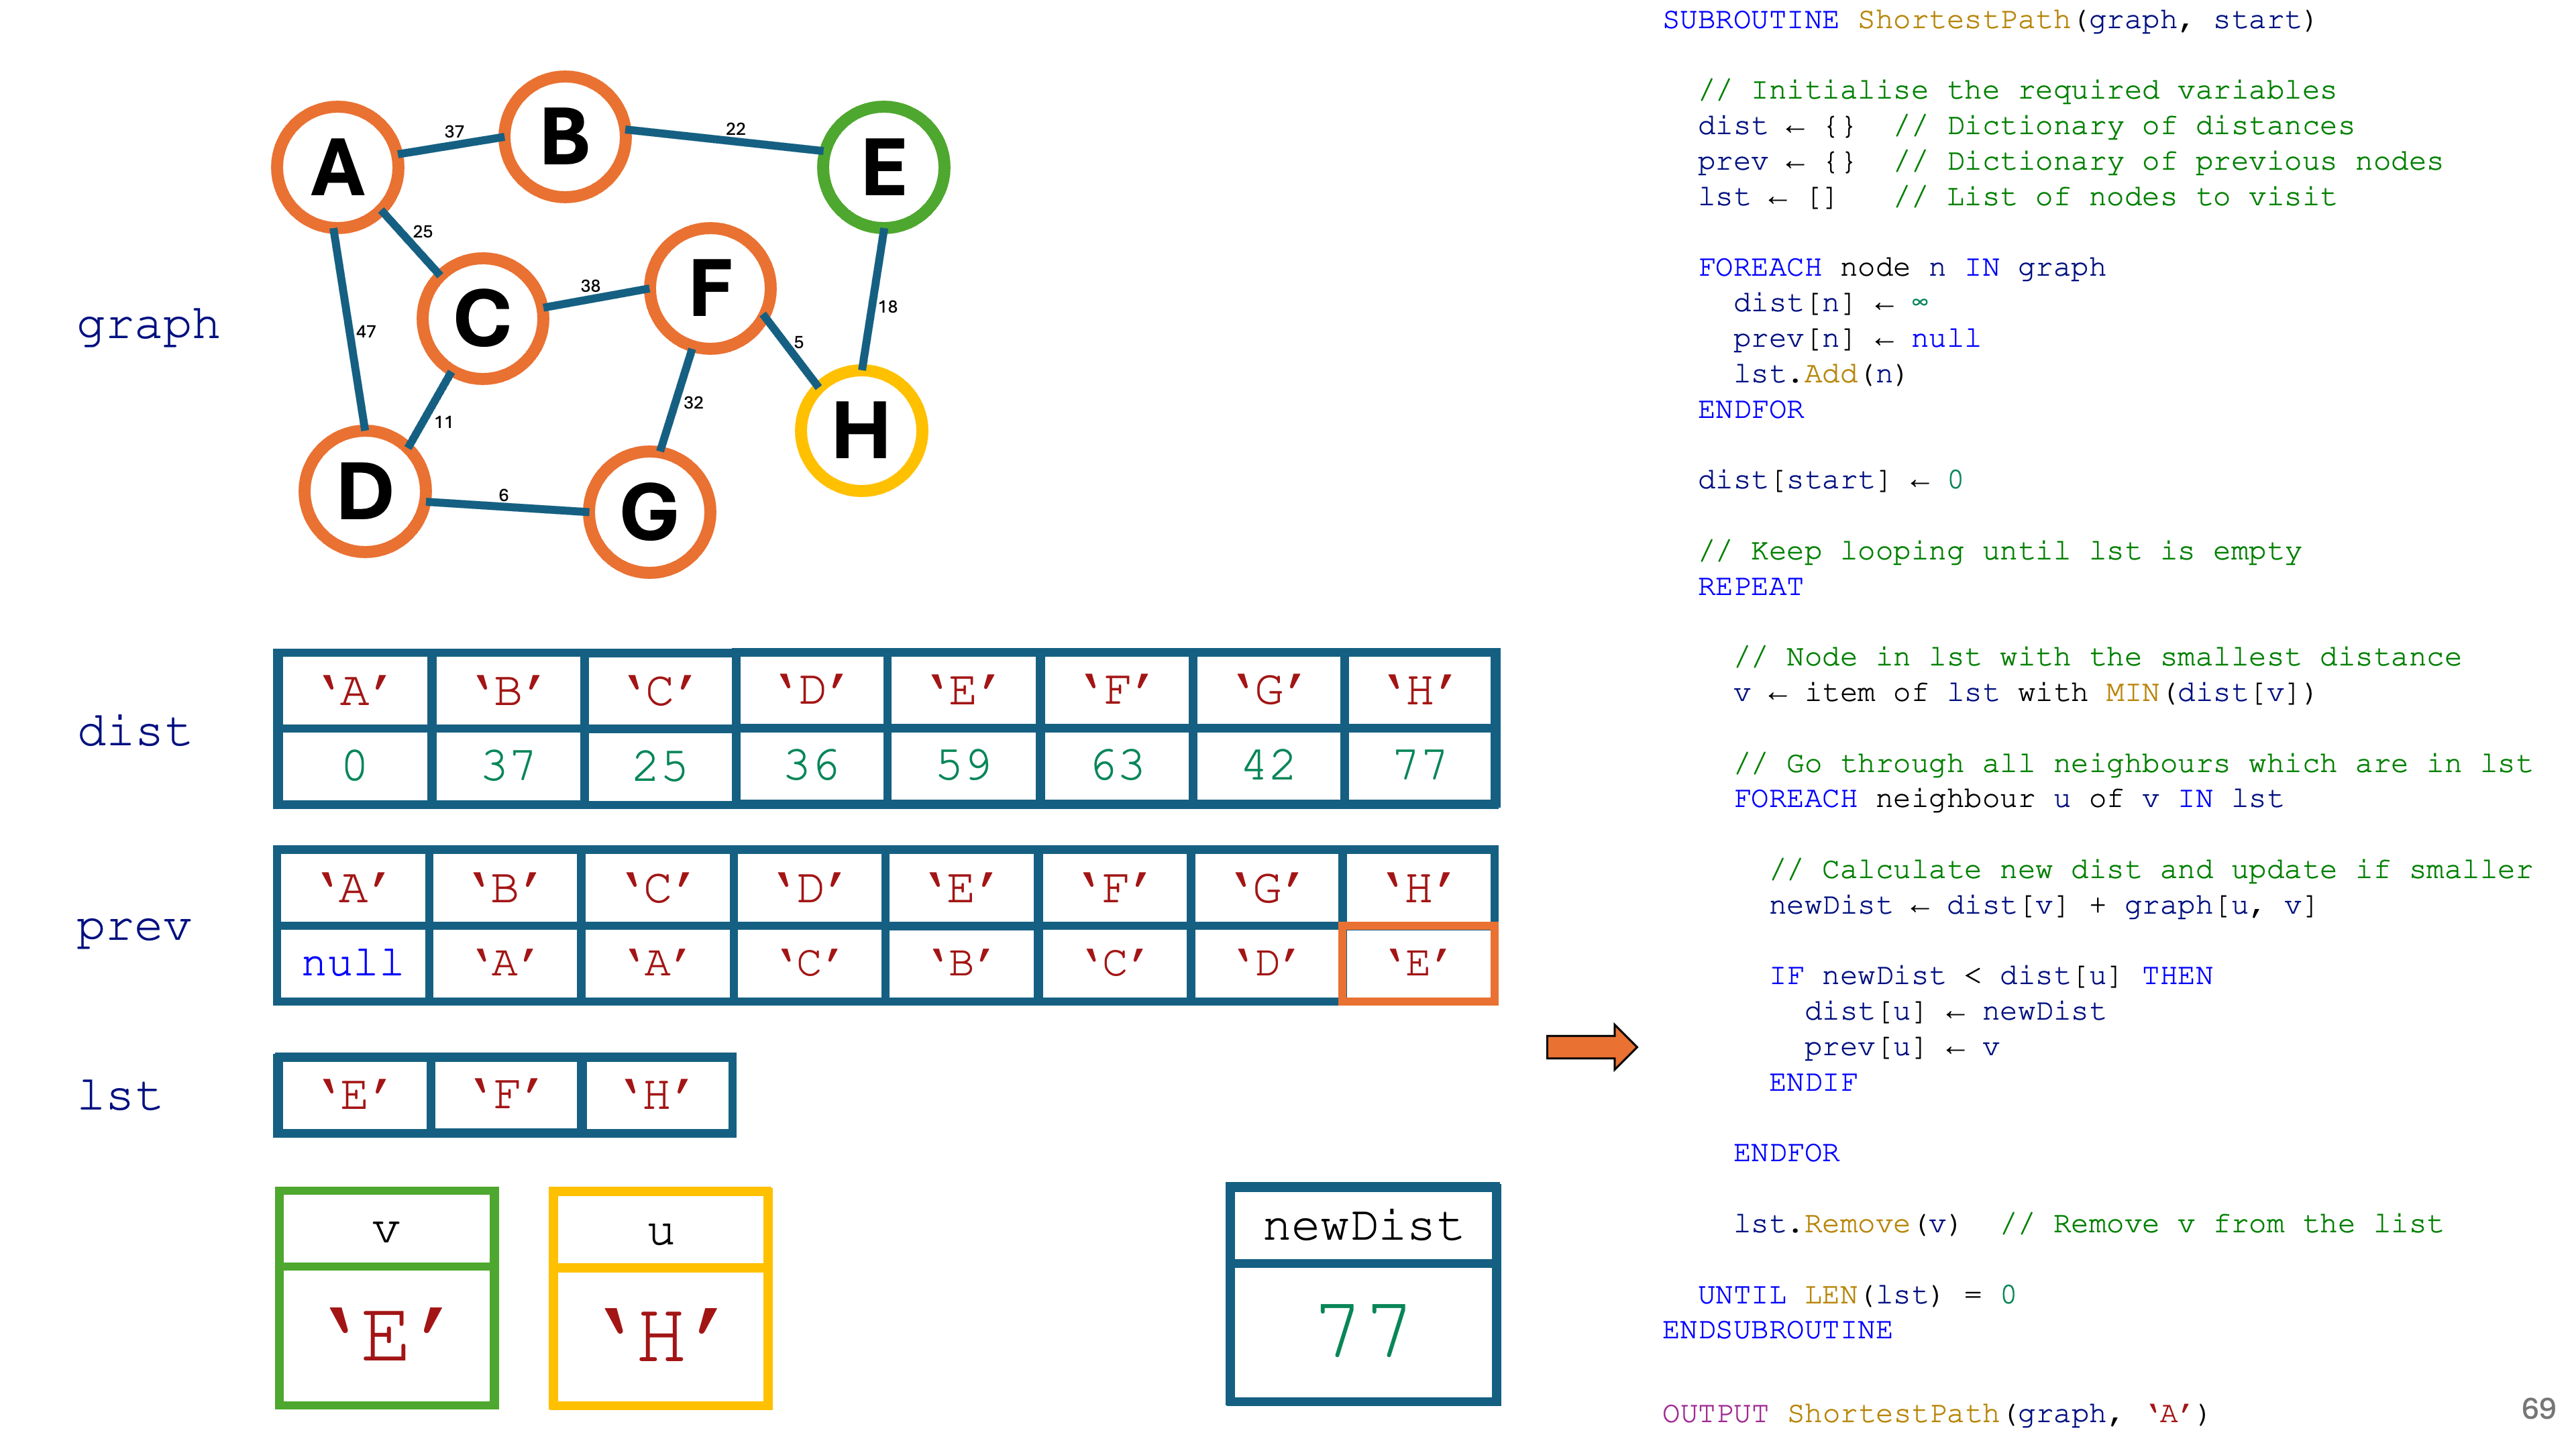 graph
A
B
E
C
F
H
D
G
37
22
25
38
18
47
5
11
32
6
dist
‘A’ ‘B’ ‘C’ ‘D’ ‘E’ ‘F’ ‘G’ ‘H’
0 37 25 36 59 63 42 77
prev
‘A’ ‘B’ ‘C’ ‘D’ ‘E’ ‘F’ ‘G’ ‘H’
null ‘A’ ‘A’ ‘C’ ‘B’ ‘C’ ‘D’ ‘E’
lst
‘E’ ‘F’ ‘H’
v
‘E’
u
‘H’
newDist
77
SUBROUTINE ShortestPath(graph, start)
// Initialise the required variables
dist ← {} // Dictionary of distances
prev ← {} // Dictionary of previous nodes
lst ← [] // List of nodes to visit
FOREACH node n IN graph
dist[n] ← ∞
prev[n] ← null
lst.Add(n)
ENDFOR
dist[start] ← 0
// Keep looping until lst is empty
REPEAT
// Node in lst with the smallest distance
v ← item of lst with MIN(dist[v])
// Go through all neighbours which are in lst
FOREACH neighbour u of v IN lst
// Calculate new dist and update if smaller
newDist ← dist[v] + graph[u, v]
IF newDist < dist[u] THEN
dist[u] ← newDist
prev[u] ← v
ENDIF
ENDFOR
lst.Remove(v) // Remove v from the list
UNTIL LEN(lst) = 0
ENDSUBROUTINE
OUTPUT ShortestPath(graph, ‘A’)
69